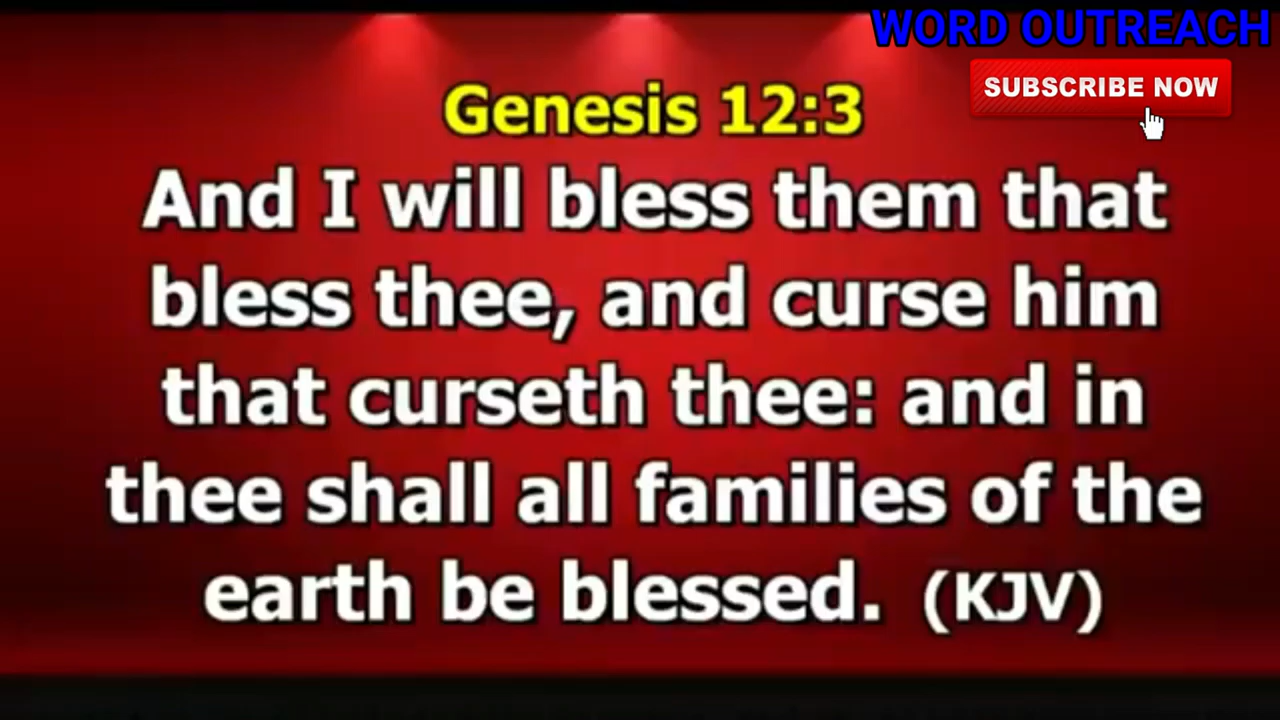 WORD OUTREACH
SUBSCRIBE NOW
Genesis 12:3
And I will bless them that
bless thee, and curse him
that curseth thee: and in
thee shall all families of the
earth be blessed. (KJV)